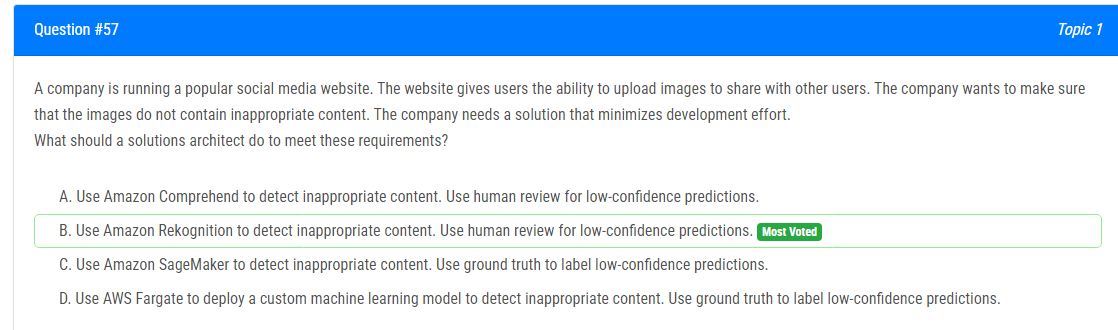 Question #57
Topic 1
A company is running a popular social media website. The website gives users the ability to upload images to share with other users. The company wants to make sure
that the images do not contain inappropriate content. The company needs a solution that minimizes development effort.
What should a solutions architect do to meet these requirements?
A. Use Amazon Comprehend to detect inappropriate content. Use human review for low-confidence predictions.
B. Use Amazon Rekognition to detect inappropriate content. Use human review for low-confidence predictions. Most Voted
C. Use Amazon SageMaker to detect inappropriate content. Use ground truth to label low-confidence predictions.
D. Use AWS Fargate to deploy a custom machine learning model to detect inappropriate content. Use ground truth to label low-confidence predictions.